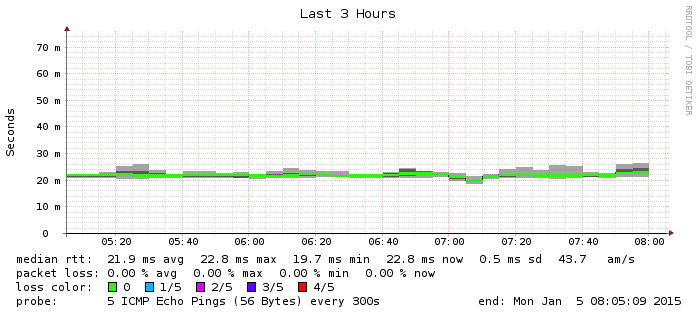 Last 3 Hours
RRDTOOL / TOBI OETIKER
Seconds
70 m
60 m
50 m
40 m
30 m
20 m
10 m
0
05:20 05:40 06:00 06:20 06:40 07:00 07:20 07:40 08:00
median rtt: 21.9 ms avg 22.8 ms max 19.7 ms min 22.8 ms now 0.5 ms sd 43.7 am/s
packet loss: 0.00 % avg 0.00 % max 0.00 % min 0.00 % now
loss color: 0 1/5 2/5 3/5 4/5
probe: 5 ICMP Echo Pings (56 Bytes) every 300s end: Mon Jan 5 08:05:09 2015